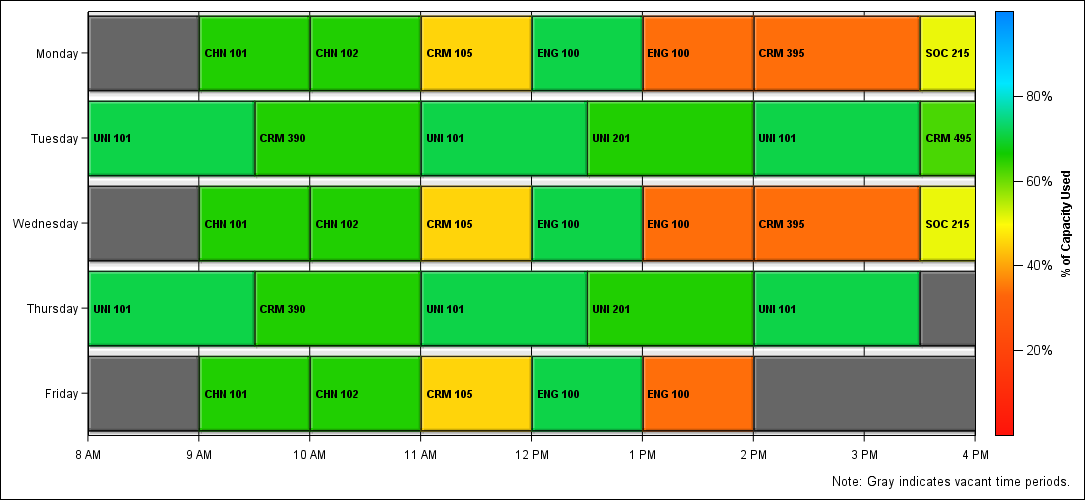 Monday
CHN 101
CHN 102
CRM 105
ENG 100
ENG 100
CRM 395
SOC 215
Tuesday
UNI 101
CRM 390
UNI 101
UNI 201
UNI 101
CRM 495
Wednesday
CHN 101
CHN 102
CRM 105
ENG 100
ENG 100
CRM 395
SOC 215
Thursday
UNI 101
CRM 390
UNI 101
UNI 201
UNI 101
Friday
CHN 101
CHN 102
CRM 105
ENG 100
ENG 100
8 AM
9 AM
10 AM
11 AM
12 PM
1 PM
2 PM
3 PM
4 PM
80%
60%
40%
20%
% of Capacity Used
Note: Gray indicates vacant time periods.